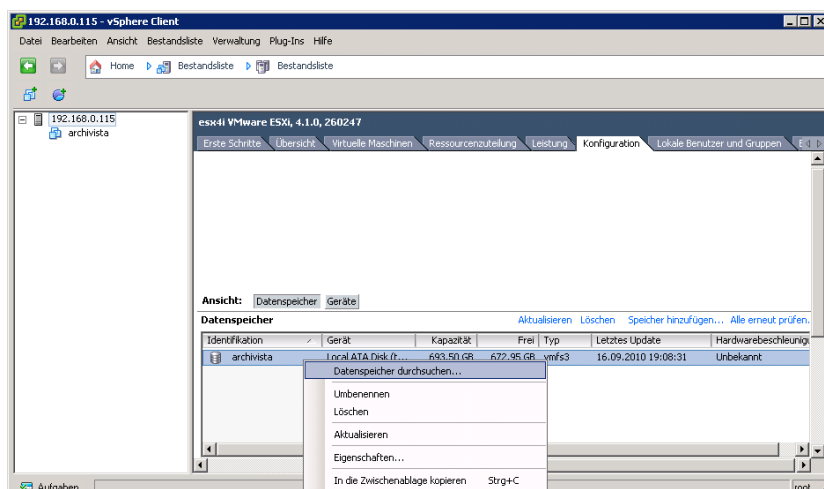 192.168.0.115 - vSphere Client
Datei Bearbeiten Ansicht Bestandsliste Verwaltung Plug-Ins Hilfe
Home Bestandsliste Bestandsliste
192.168.0.115
archivista
esx4i VMware ESXi, 4.1.0, 260247
Erste Schritte Übersicht Virtuelle Maschinen Ressourcenzuteilung Leistung Konfiguration Lokale Benutzer und Gruppen E
Ansicht: Datenspeicher Geräte
Datenspeicher Aktualisieren Löschen Speicher hinzufügen... Alle erneut prüfen.
Identifikation Gerät Kapazität Frei Typ Letztes Update Hardwarebeschleunigu
archivista Local ATA Disk (t... 693.50 GB 672.95 GB vmfs3 16.09.2010 19:08:31 Unbekannt
Datenspeicher durchsuchen...
Umbenennen
Löschen
Aktualisieren
Eigenschaften...
In die Zwischenablage kopieren Strg+C
Aufgaben root